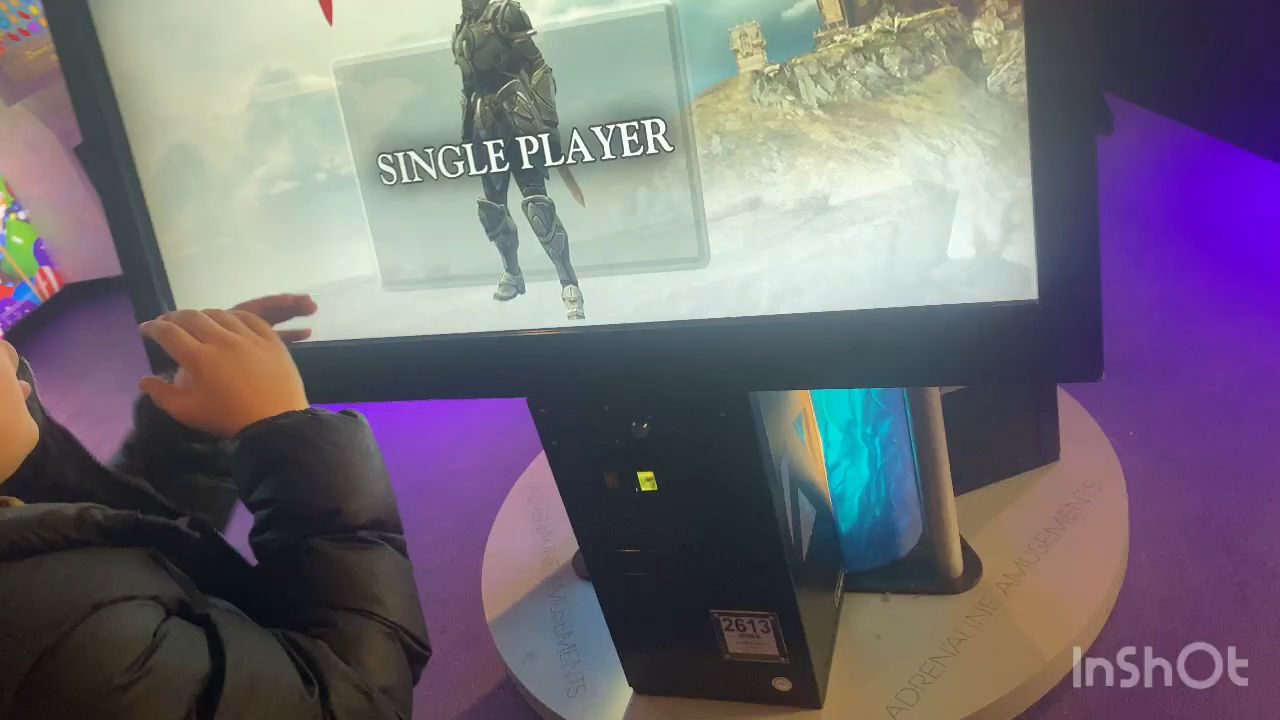 SINGLE PLAYER
2613
ADRENALINE AMUSEMENTS
ADRENALINE AMUSEMENTS
InShOt